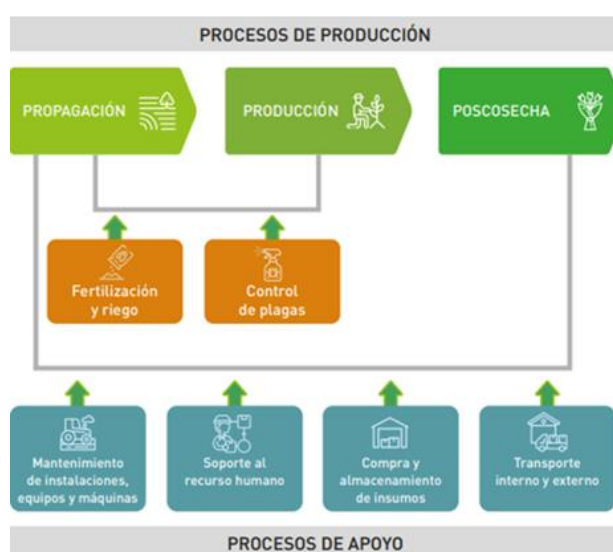 PROCESOS DE PRODUCCIÓN
PROPAGACIÓN
PRODUCCIÓN
POSCOSECHA
Fertilización
y riego
Control
de plagas
Mantenimiento
de instalaciones,
equipos y máquinas
Soporte al
recurso humano
Compra y
almacenamiento
de insumos
Transporte
interno y externo
PROCESOS DE APOYO